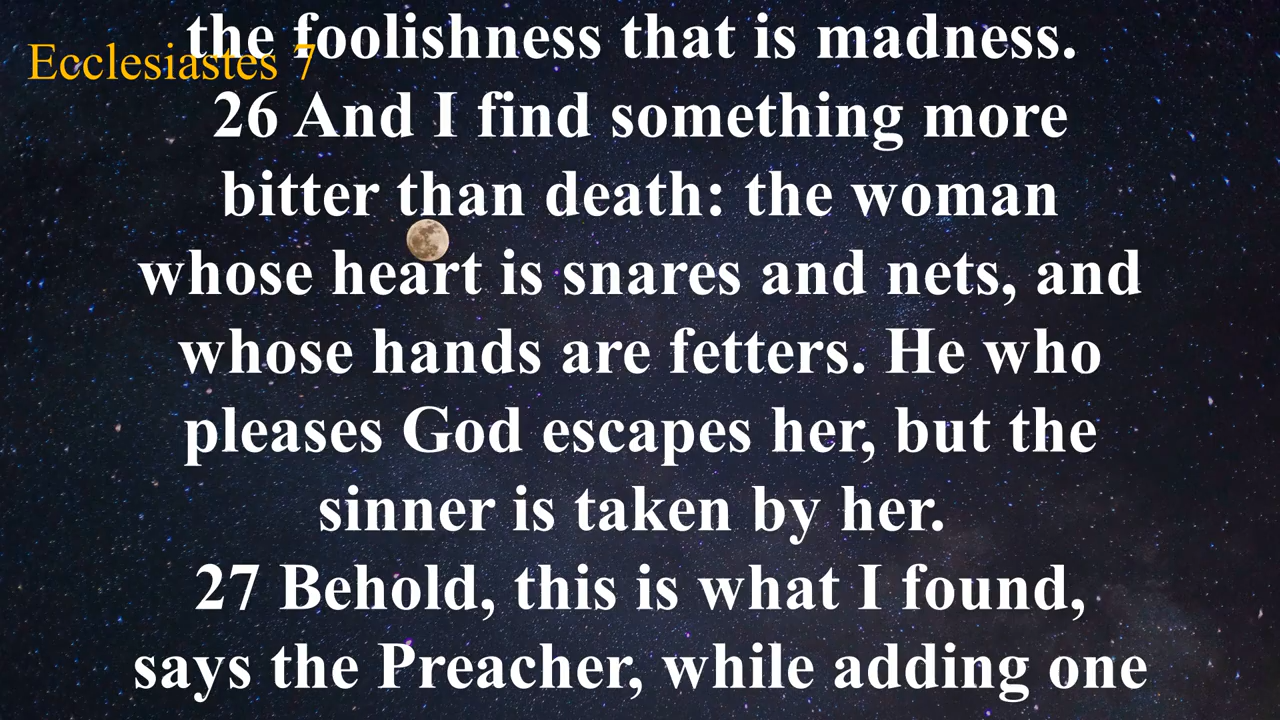 the foolishness that is madness.
Ecclesiastes 7
26 And I find something more
bitter than death: the woman
whose heart is snares and nets, and
whose hands are fetters. He who
pleases God escapes her, but the
sinner is taken by her.
27 Behold, this is what I found,
says the Preacher, while adding one